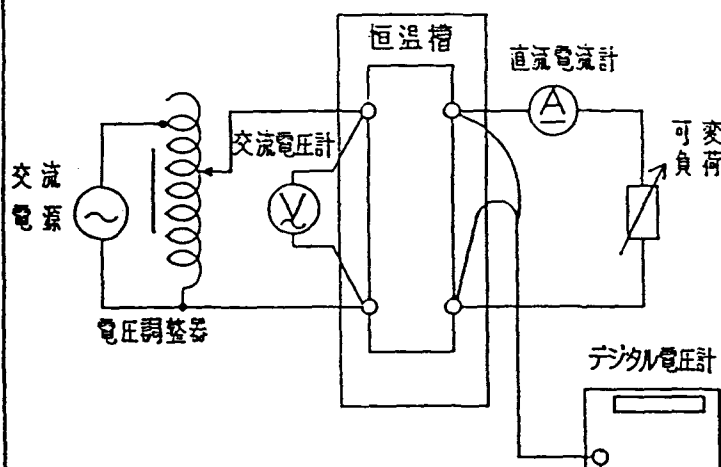 恒温槽
直流電流計
A
交流電圧計
可変
負荷
交流
電源
V
電圧調整器
デジタル電圧計